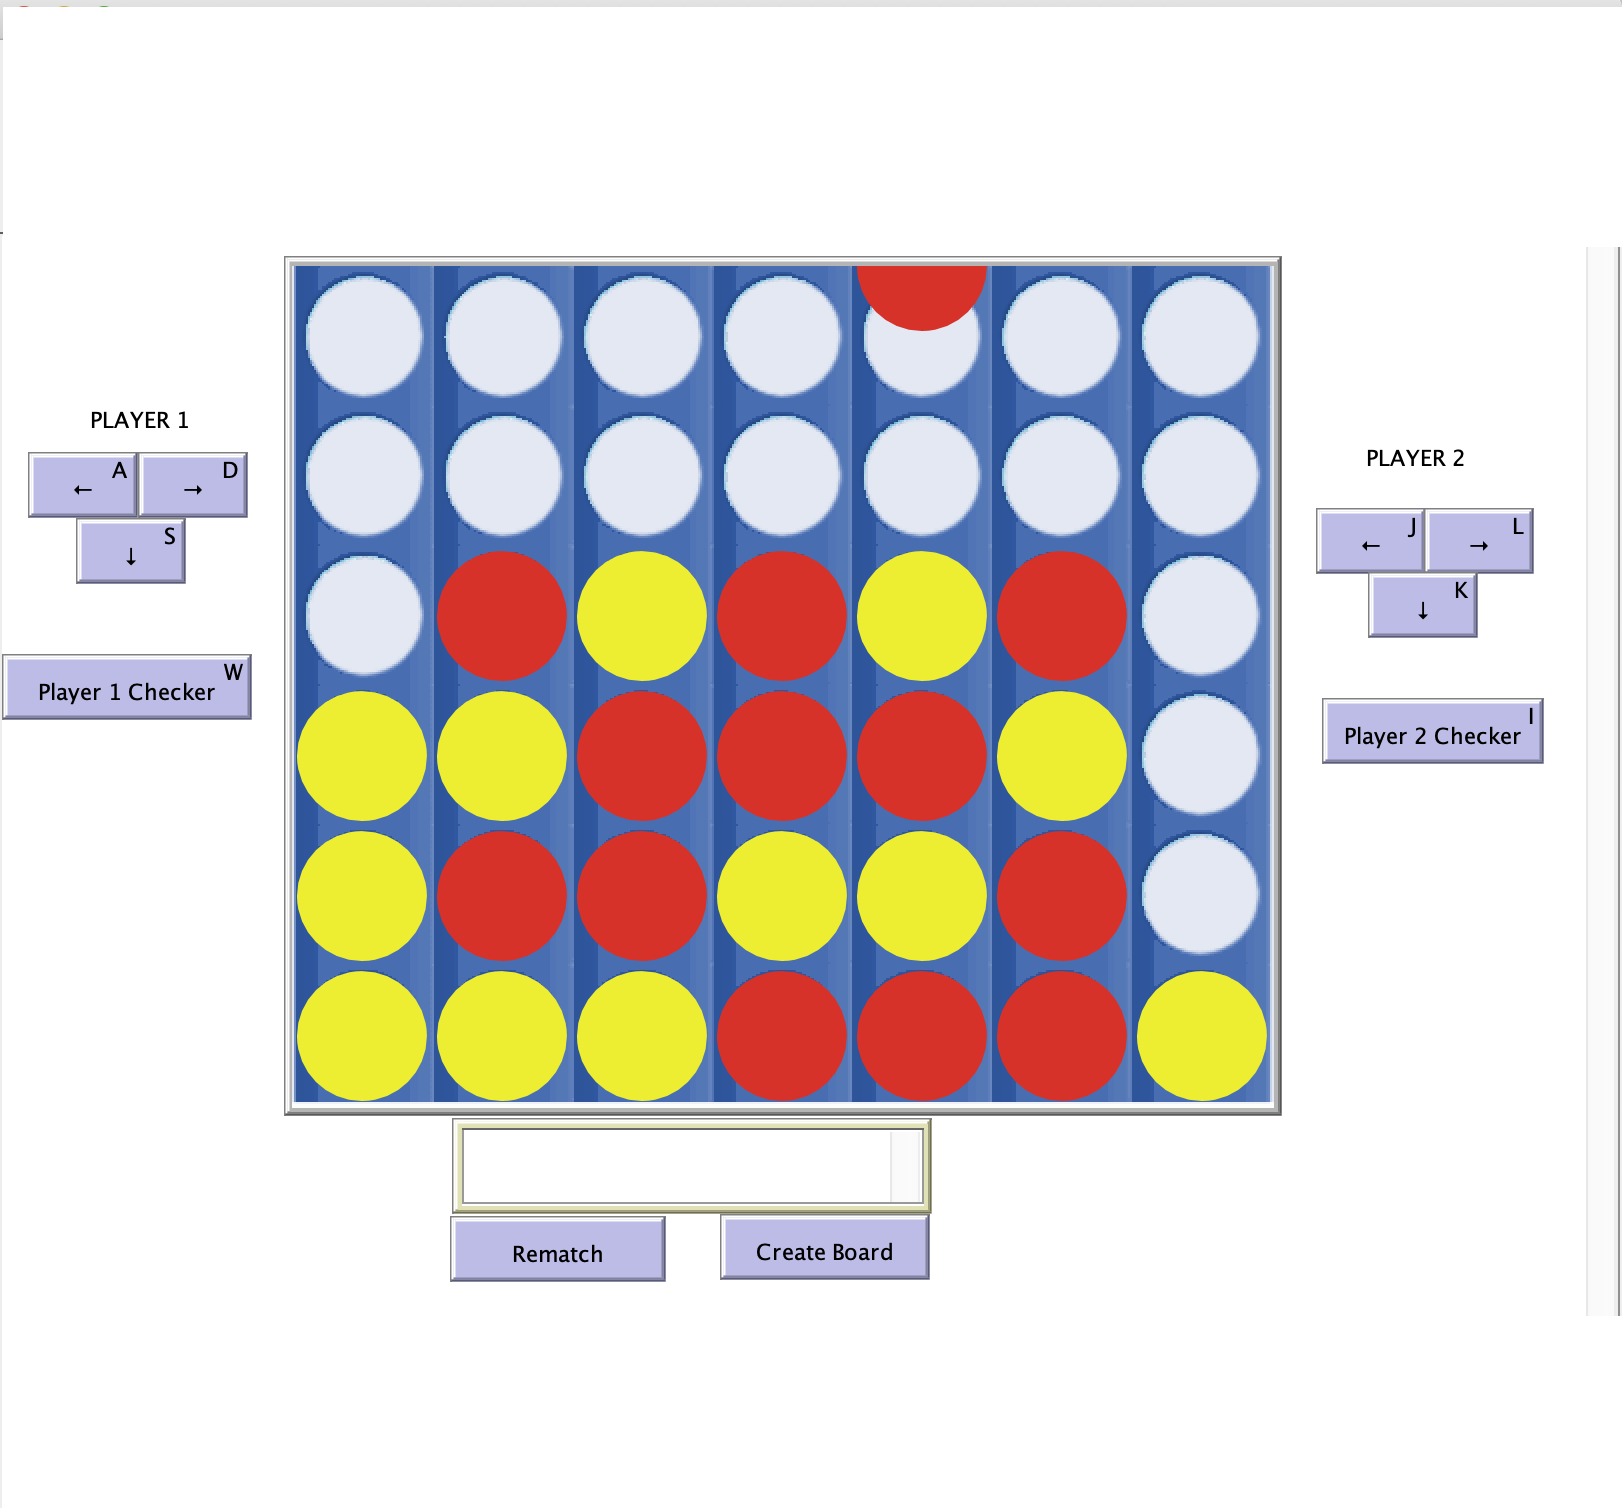 PLAYER 1
A
←
D
→
S
↓
W
Player 1 Checker
PLAYER 2
J
←
L
→
K
↓
I
Player 2 Checker
Rematch
Create Board